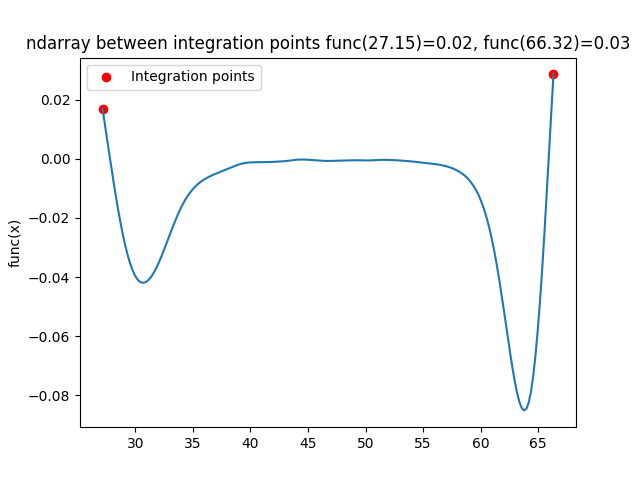 ndarray between integration points func(27.15)=0.02, func(66.32)=0.03
Integration points
func(x)
0.02
0.00
−0.02
−0.04
−0.06
−0.08
30 35 40 45 50 55 60 65